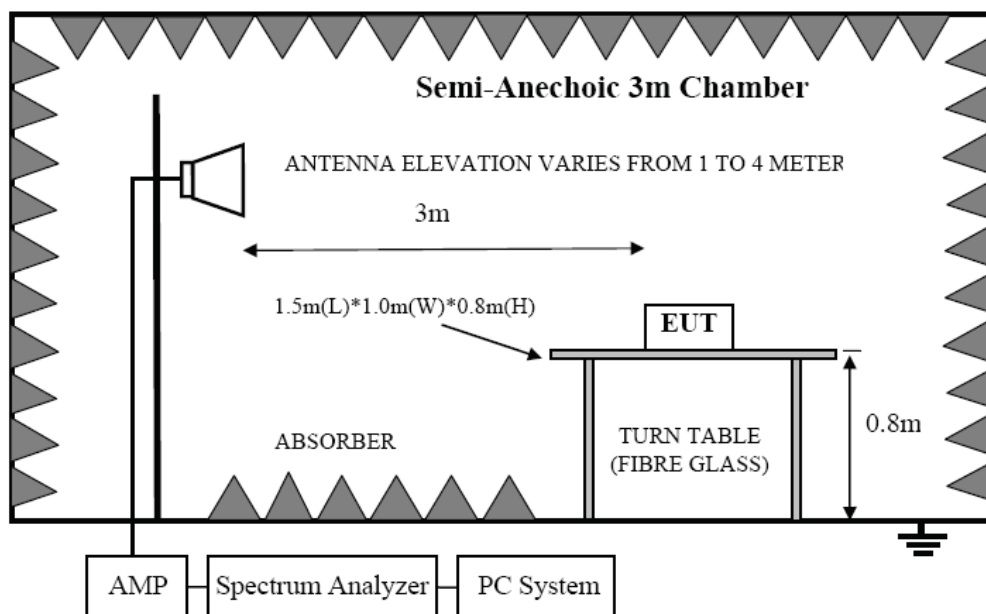 Semi-Anechoic 3m Chamber
ANTENNA ELEVATION VARIES FROM 1 TO 4 METER
3m
1.5m(L)*1.0m(W)*0.8m(H)
EUT
0.8m
ABSORBER
TURN TABLE
(FIBRE GLASS)
AMP
Spectrum Analyzer
PC System